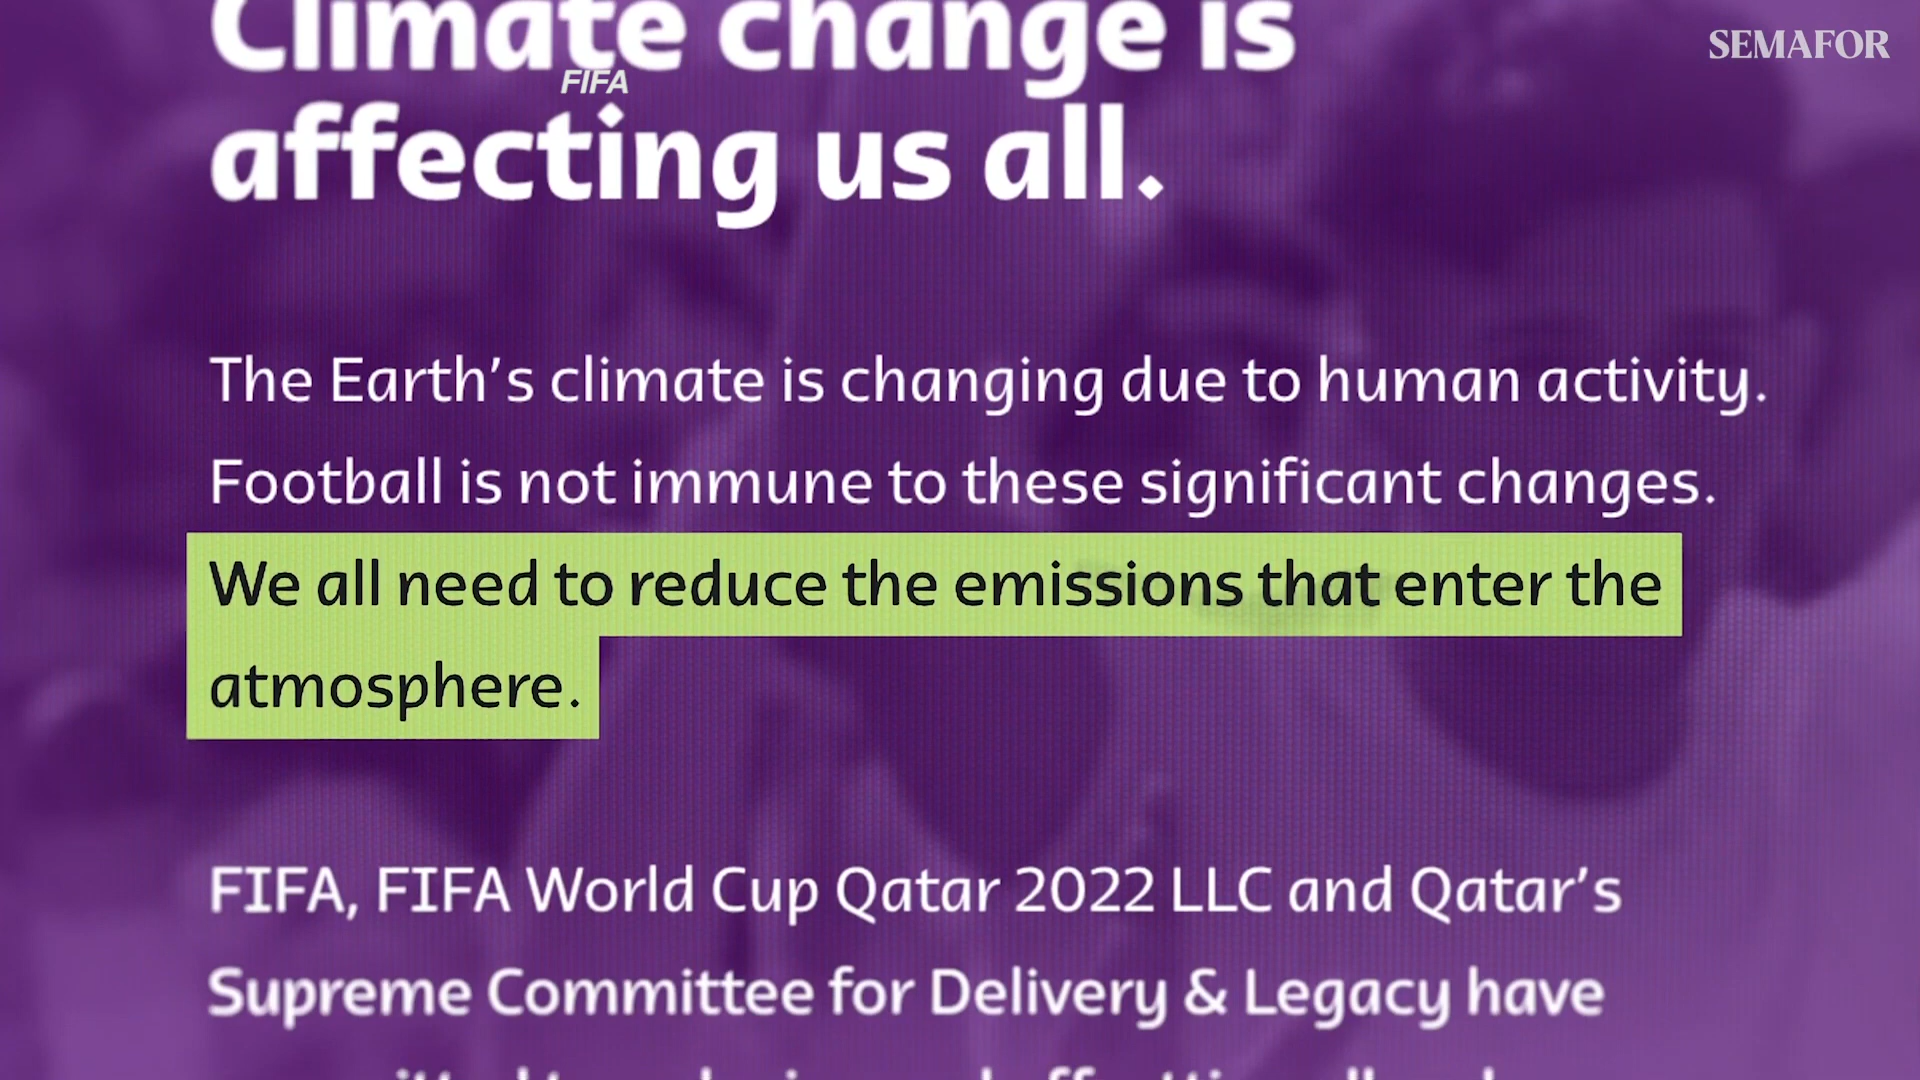 Climate change is
SEMAFOR
FIFA
affecting us all.
The Earth's climate is changing due to human activity.
Football is not immune to these significant changes.
We all need to reduce the emissions that enter the
atmosphere.
FIFA, FIFA World Cup Qatar 2022 LLC and Qatar's
Supreme Committee for Delivery & Legacy have